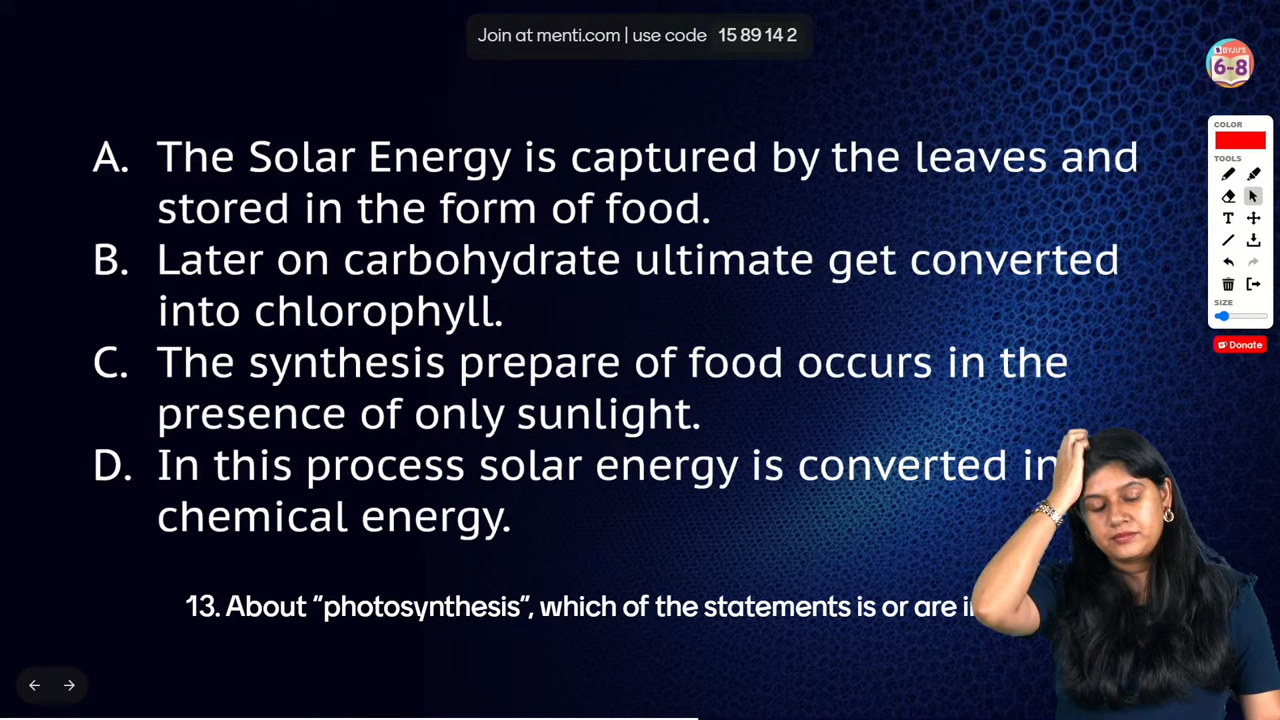 Join at menti.com | use code 15 89 14 2
BYJU'S
6-8
A. The Solar Energy is captured by the leaves and
stored in the form of food.
B. Later on carbohydrate ultimate get converted
into chlorophyll.
C. The synthesis prepare of food occurs in the
presence of only sunlight.
D. In this process solar energy is converted in
chemical energy.
13. About “photosynthesis”, which of the statements is or are
COLOR
TOOLS
T
SIZE
Donate